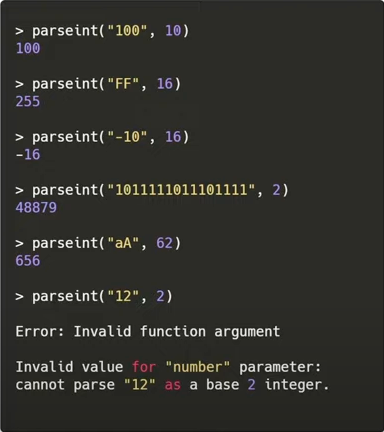 > parseint("100", 10)
100
> parseint("FF", 16)
255
> parseint("-10", 16)
-16
> parseint("1011111011101111", 2)
48879
> parseint("aA", 62)
656
> parseint("12", 2)
Error: Invalid function argument
Invalid value for "number" parameter:
cannot parse "12" as a base 2 integer.